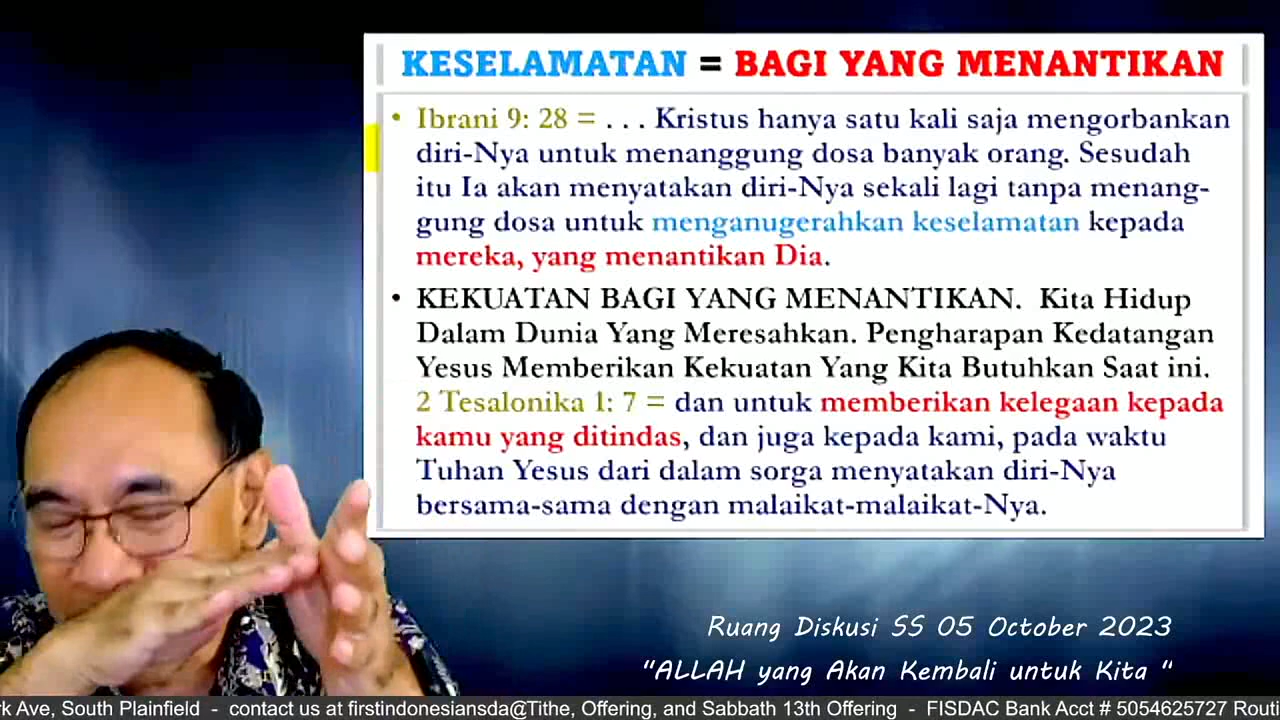 KESELAMATAN = BAGI YANG MENANTIKAN
• Ibrani 9: 28 = . . . Kristus hanya satu kali saja mengorbankan
diri-Nya untuk menanggung dosa banyak orang. Sesudah
itu Ia akan menyatakan diri-Nya sekali lagi tanpa menang-
gung dosa untuk menganugerahkan keselamatan kepada
mereka, yang menantikan Dia.
• KEKUATAN BAGI YANG MENANTIKAN. Kita Hidup
Dalam Dunia Yang Meresahkan. Pengharapan Kedatangan
Yesus Memberikan Kekuatan Yang Kita Butuhkan Saat ini.
2 Tesalonika 1: 7 = dan untuk memberikan kelegaan kepada
kamu yang ditindas, dan juga kepada kami, pada waktu
Tuhan Yesus dari dalam sorga menyatakan diri-Nya
bersama-sama dengan malaikat-malaikat-Nya.
Ruang Diskusi SS 05 October 2023
"ALLAH yang Akan Kembali untuk Kita "
rk Ave, South Plainfield - contact us at firstindonesiansda@Tithe, Offering, and Sabbath 13th Offering - FISDAC Bank Acct # 5054625727 Routi